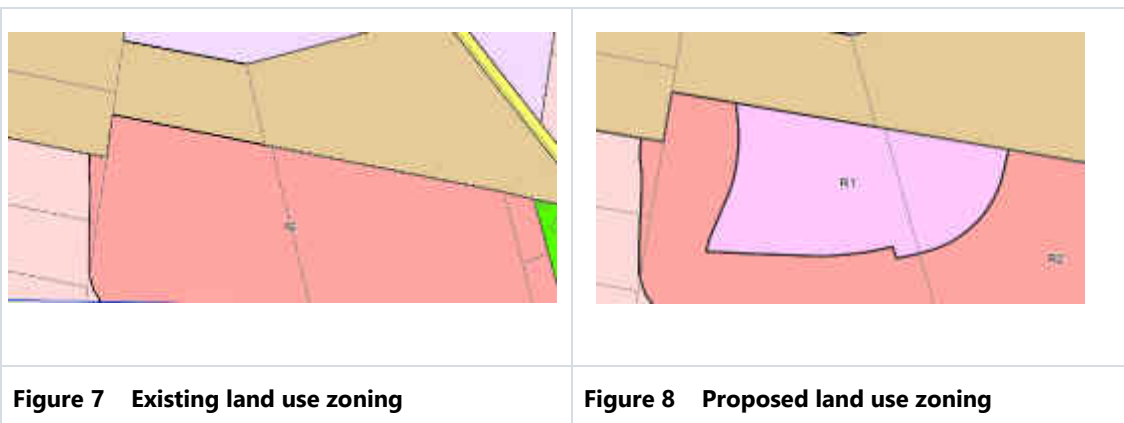 R1
R2
Figure 7 Existing land use zoning
Figure 8 Proposed land use zoning